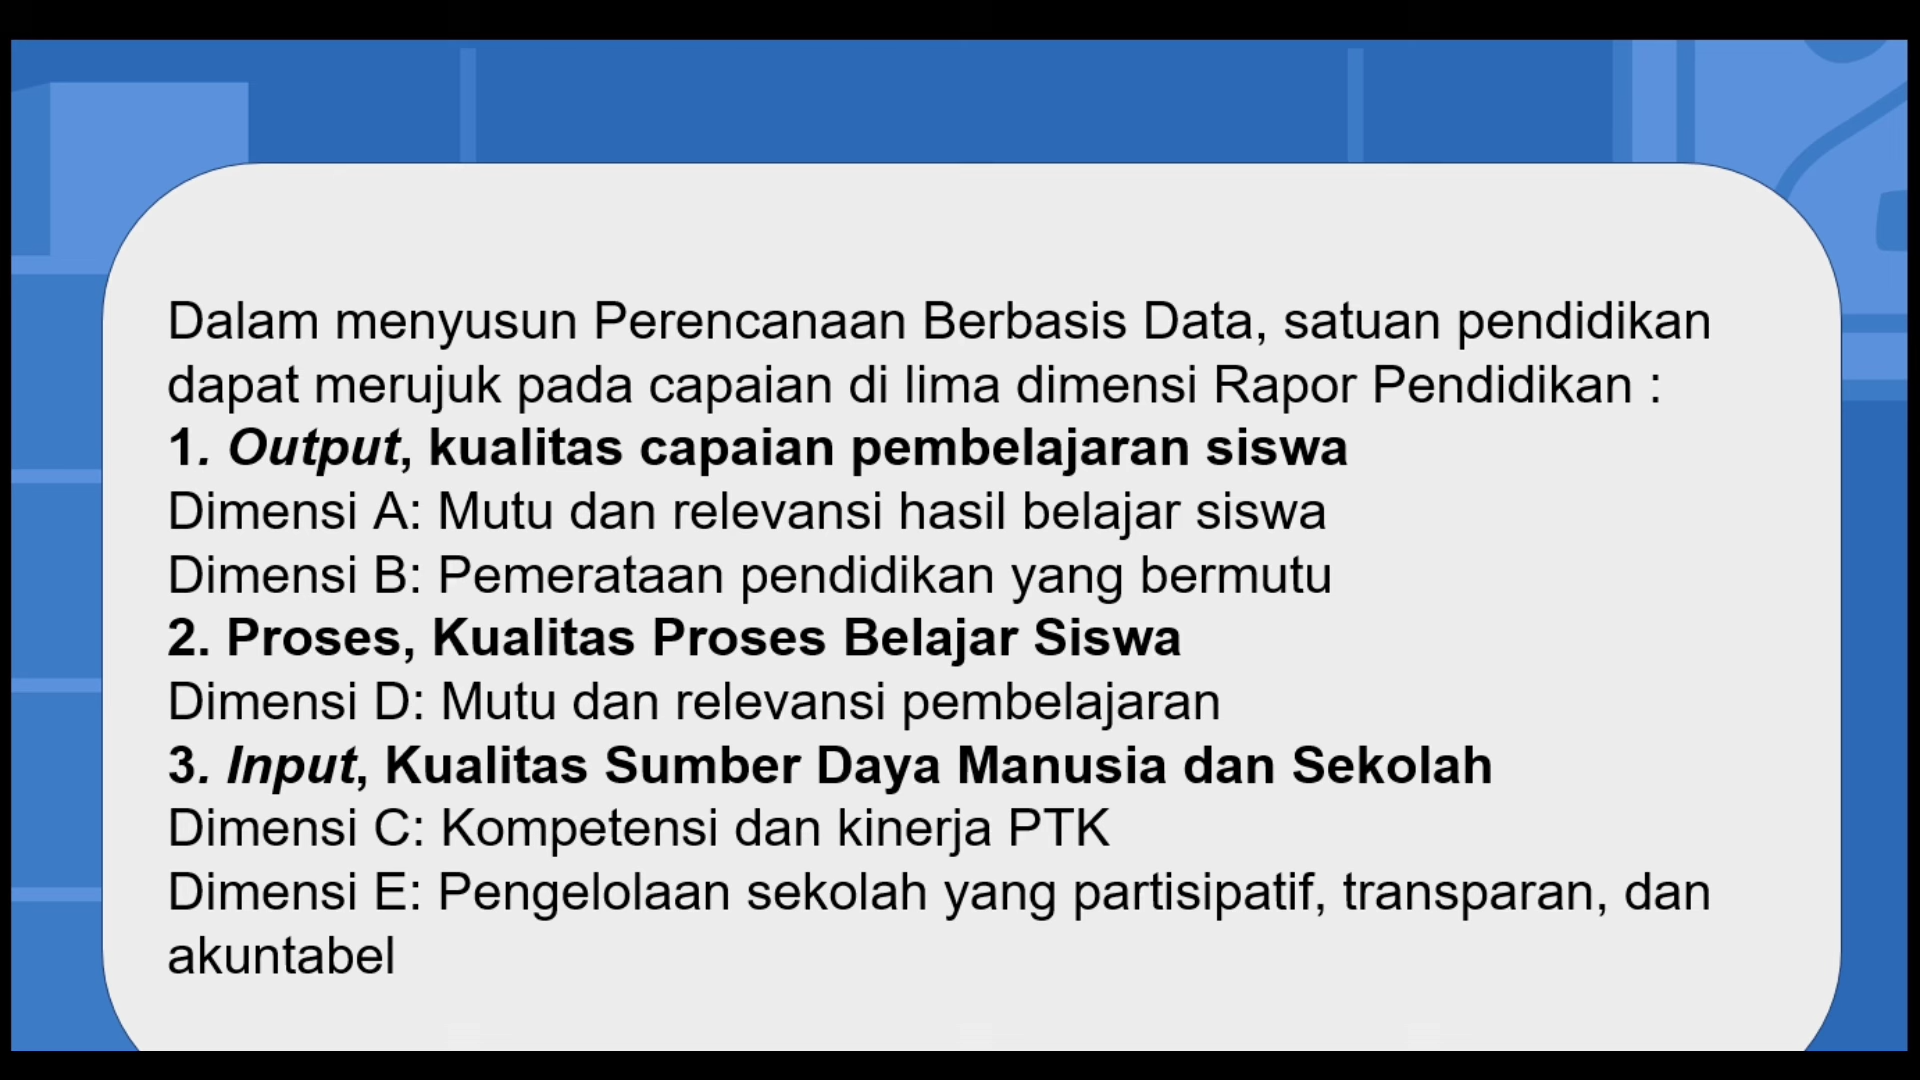 Dalam menyusun Perencanaan Berbasis Data, satuan pendidikan
dapat merujuk pada capaian di lima dimensi Rapor Pendidikan :
1. Output, kualitas capaian pembelajaran siswa
Dimensi A: Mutu dan relevansi hasil belajar siswa
Dimensi B: Pemerataan pendidikan yang bermutu
2. Proses, Kualitas Proses Belajar Siswa
Dimensi D: Mutu dan relevansi pembelajaran
3. Input, Kualitas Sumber Daya Manusia dan Sekolah
Dimensi C: Kompetensi dan kinerja PTK
Dimensi E: Pengelolaan sekolah yang partisipatif, transparan, dan
akuntabel